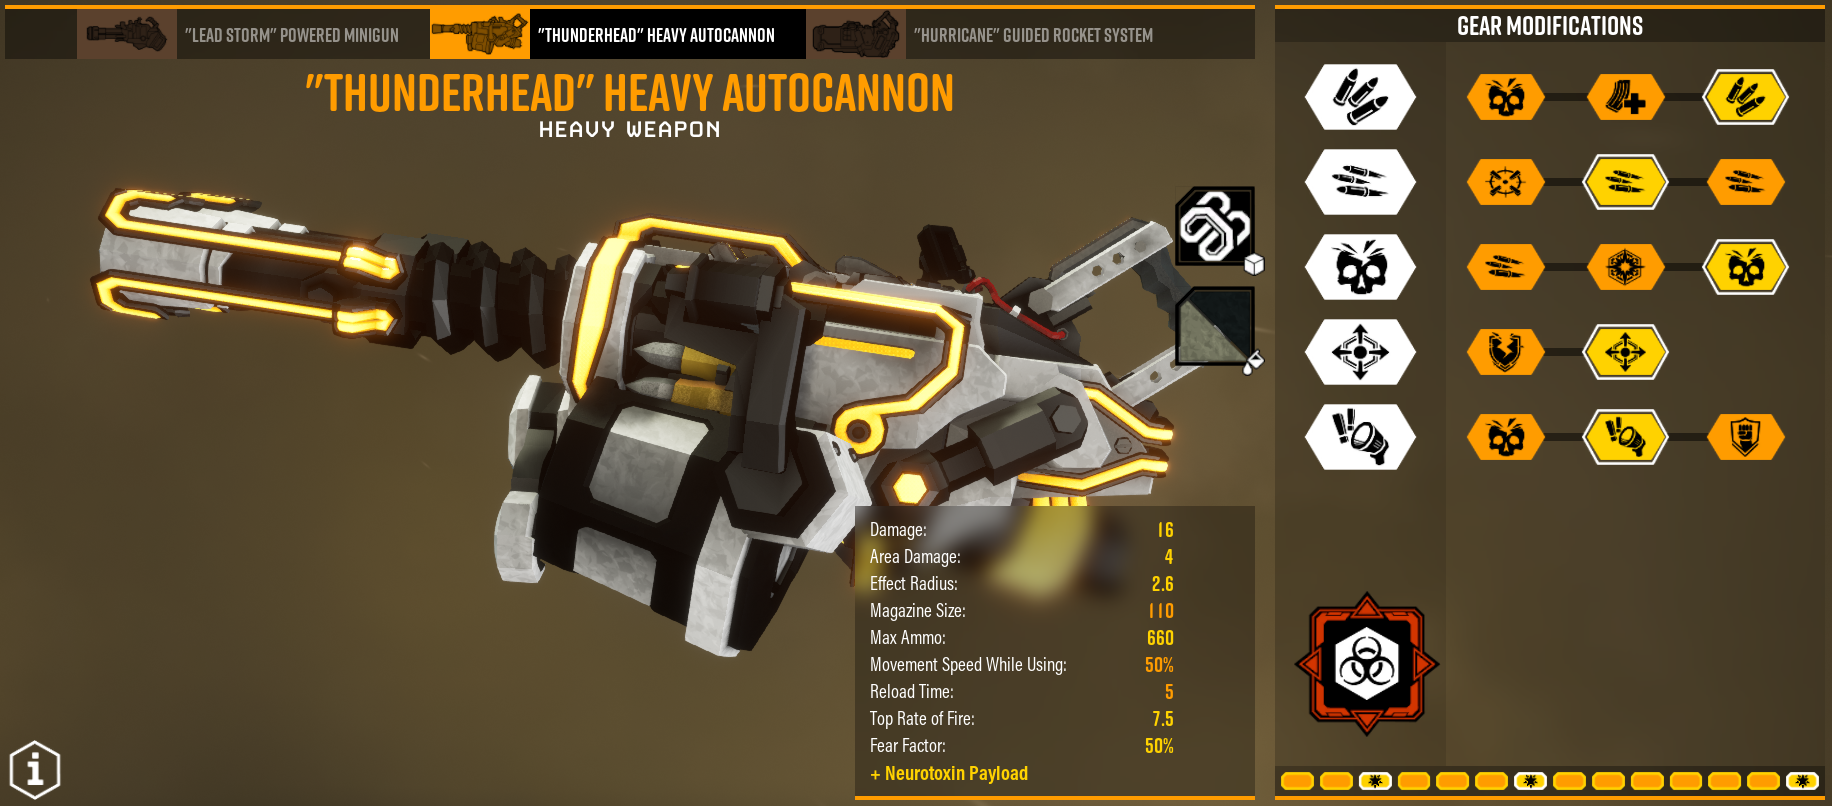 "LEAD STORM" POWERED MINIGUN
"THUNDERHEAD" HEAVY AUTOCANNON
"HURRICANE" GUIDED ROCKET SYSTEM
GEAR MODIFICATIONS
"THUNDERHEAD" HEAVY AUTOCANNON
HEAVY WEAPON
Damage: 16
Area Damage: 4
Effect Radius: 2.6
Magazine Size: 110
Max Ammo: 660
Movement Speed While Using: 50%
Reload Time: 5
Top Rate of Fire: 7.5
Fear Factor: 50%
+ Neurotoxin Payload